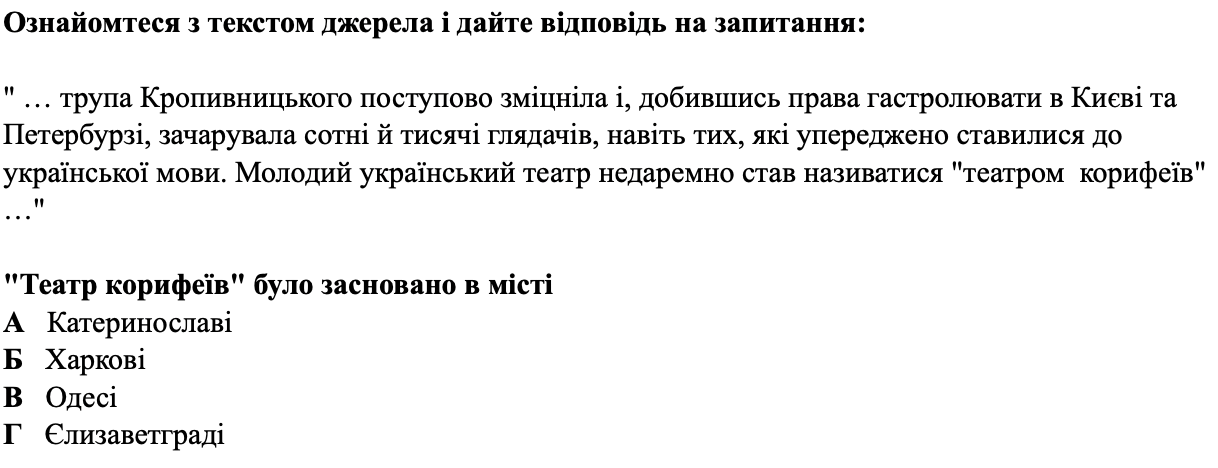 Ознайомтеся з текстом джерела і дайте відповідь на запитання:
" … трупа Кропивницького поступово зміцніла і, добившись права гастролювати в Києві та
Петербурзі, зачарувала сотні й тисячі глядачів, навіть тих, які упереджено ставилися до
української мови. Молодий український театр недаремно став називатися "театром  корифеїв"
…"
"Театр корифеїв" було засновано в місті
А   Катеринославі
Б   Харкові
В   Одесі
Г   Єлизаветграді